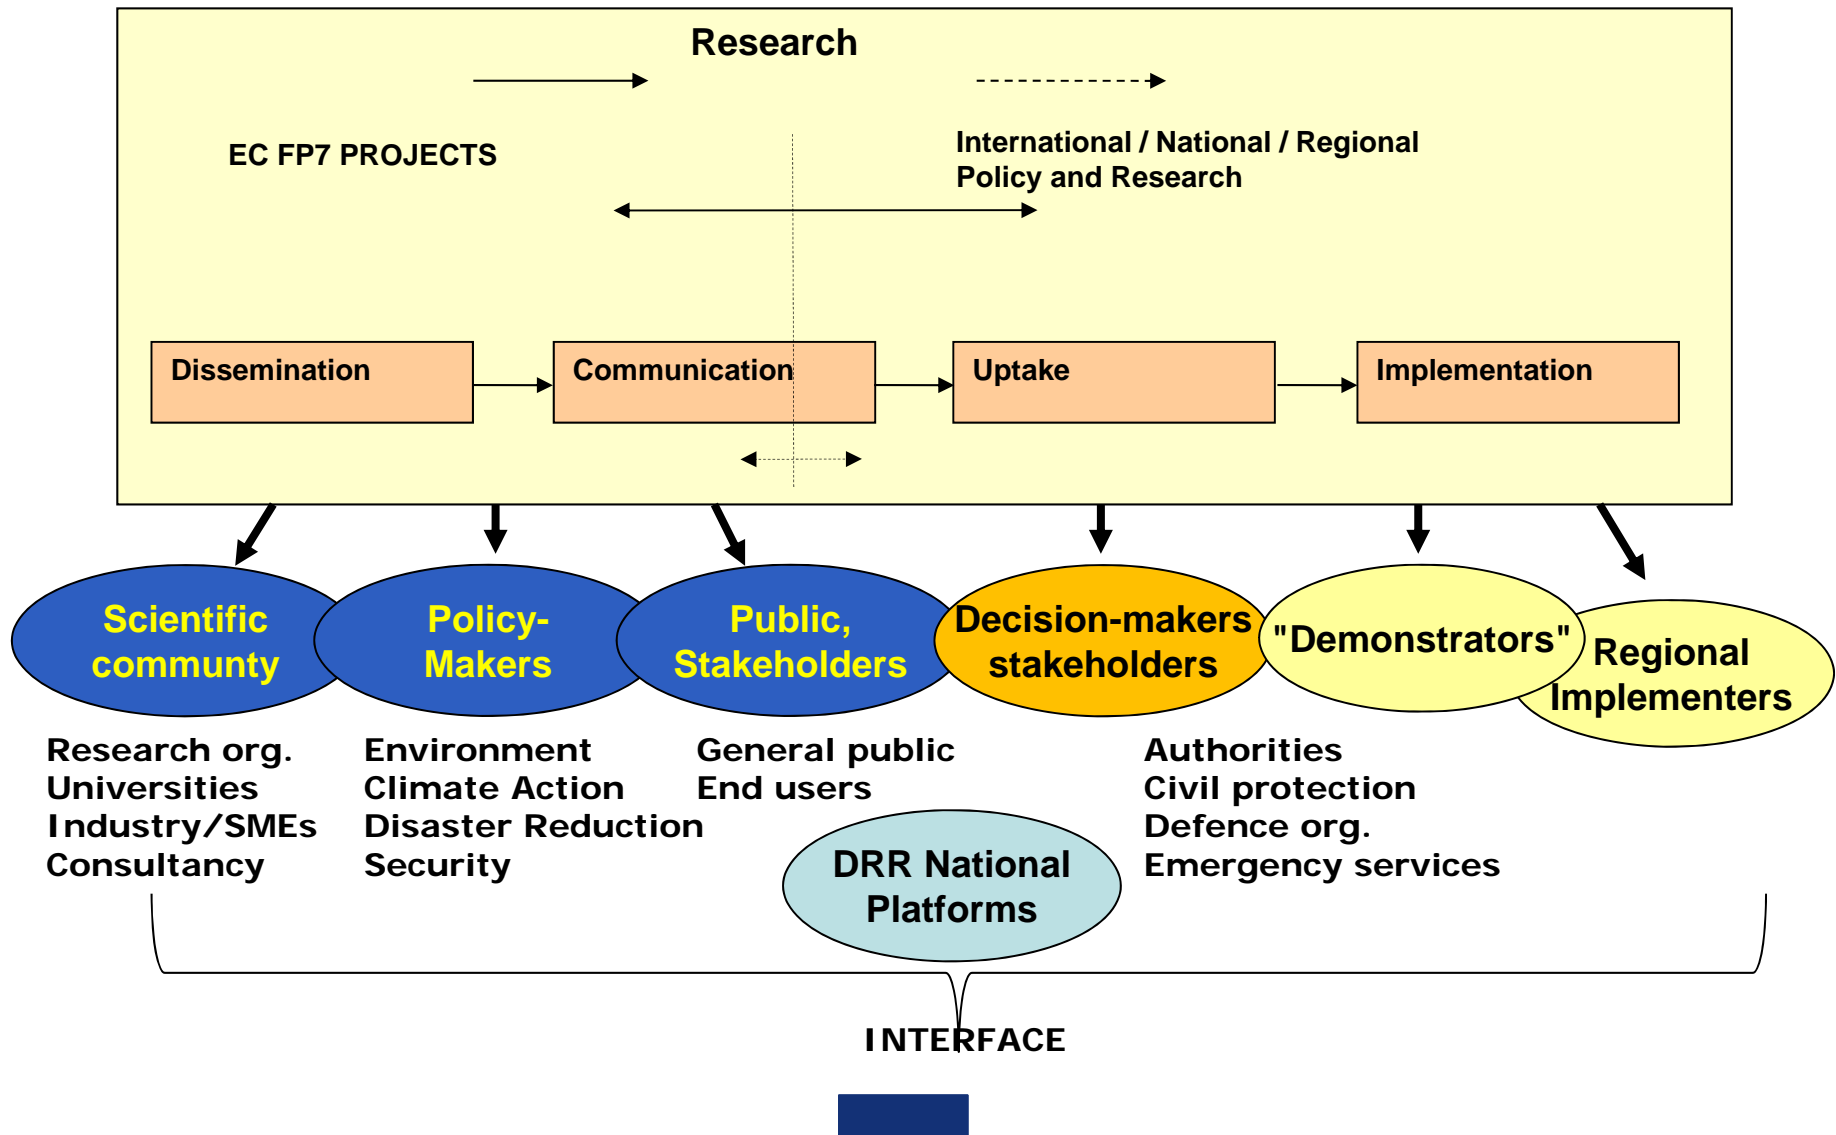 Research
EC FP7 PROJECTS
International / National / Regional
Policy and Research
Dissemination
Communication
Uptake
Implementation
Scientific
communty
Policy-
Makers
Public,
Stakeholders
Decision-makers
stakeholders
"Demonstrators"
Regional
Implementers
Research org.
Universities
Industry/SMEs
Consultancy
Environment
Climate Action
Disaster Reduction
Security
General public
End users
Authorities
Civil protection
Defence org.
Emergency services
DRR National
Platforms
INTERFACE